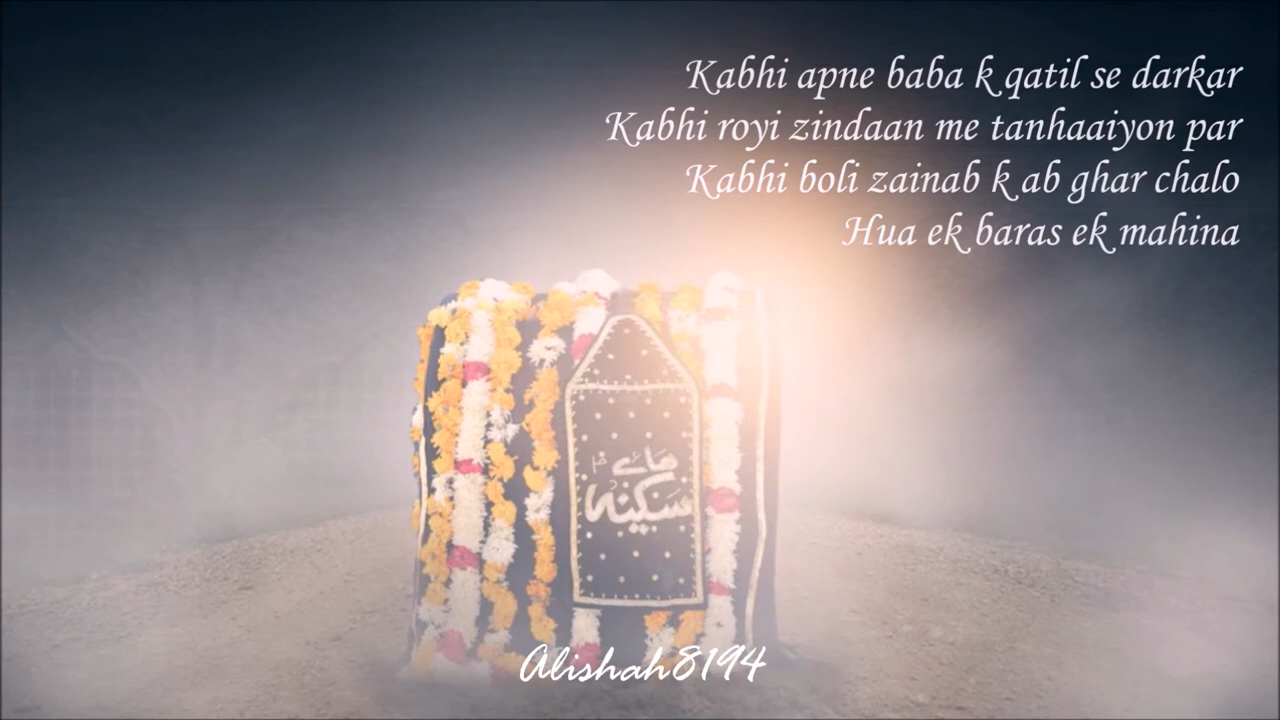 Kabhi apne baba k qatil se darkar
Kabhi royi zindaan me tanhaaiyon par
Kabhi boli zainab k ab ghar chalo
Hua ek baras ek mahina
ہائے
سکینہ
Alishah8194